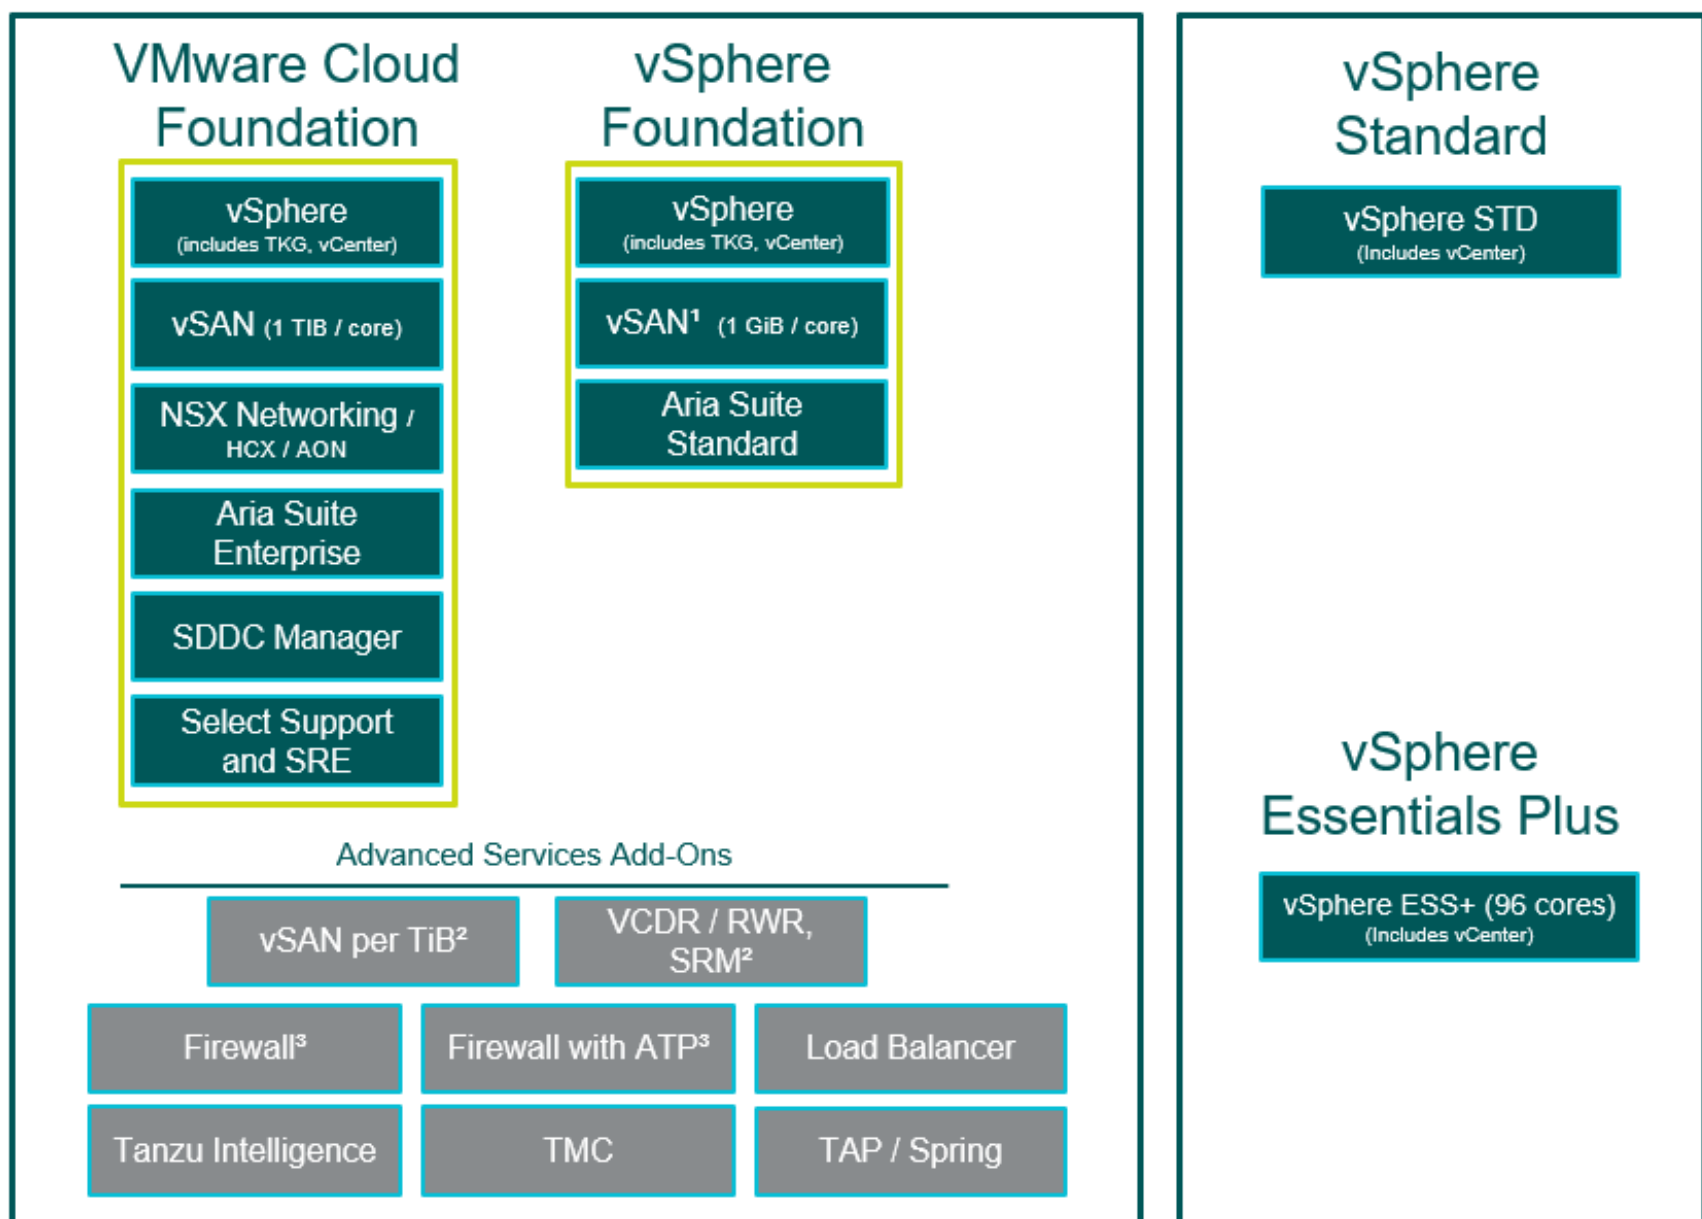 VMware Cloud
Foundation
vSphere
(includes TKG, vCenter)
vSAN (1 TIB / core)
NSX Networking /
HCX / AON
Aria Suite
Enterprise
SDDC Manager
Select Support
and SRE
vSphere
Foundation
vSphere
(includes TKG, vCenter)
vSAN¹ (1 GiB / core)
Aria Suite
Standard
Advanced Services Add-Ons
vSAN per TiB²
VCDR / RWR,
SRM²
Firewall³
Firewall with ATP³
Load Balancer
Tanzu Intelligence
TMC
TAP / Spring
vSphere
Standard
vSphere STD
(Includes vCenter)
vSphere
Essentials Plus
vSphere ESS+ (96 cores)
(Includes vCenter)